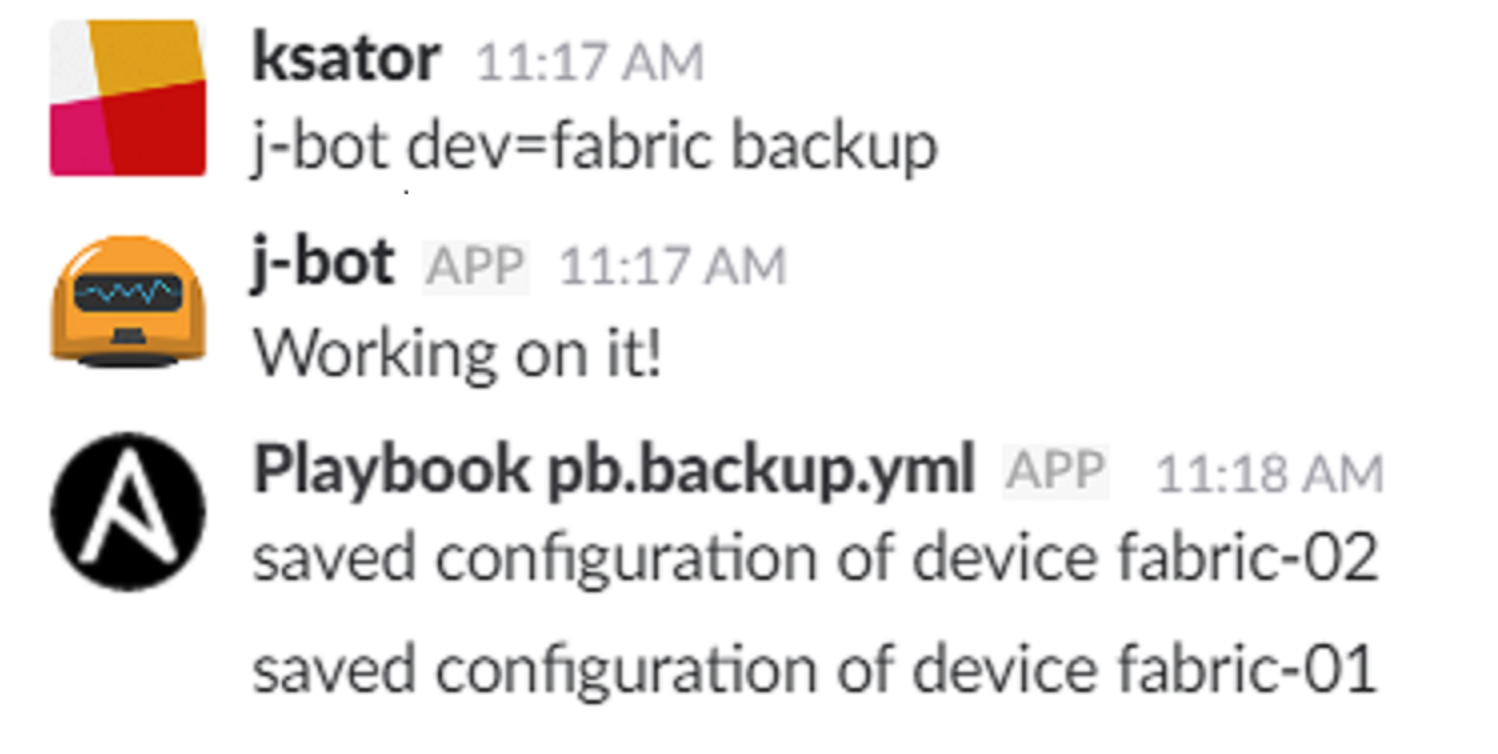 ksator 11:17 AM
j-bot dev=fabric backup
j-bot APP 11:17 AM
Working on it!
Playbook pb.backup.yml APP 11:18 AM
saved configuration of device fabric-02
saved configuration of device fabric-01